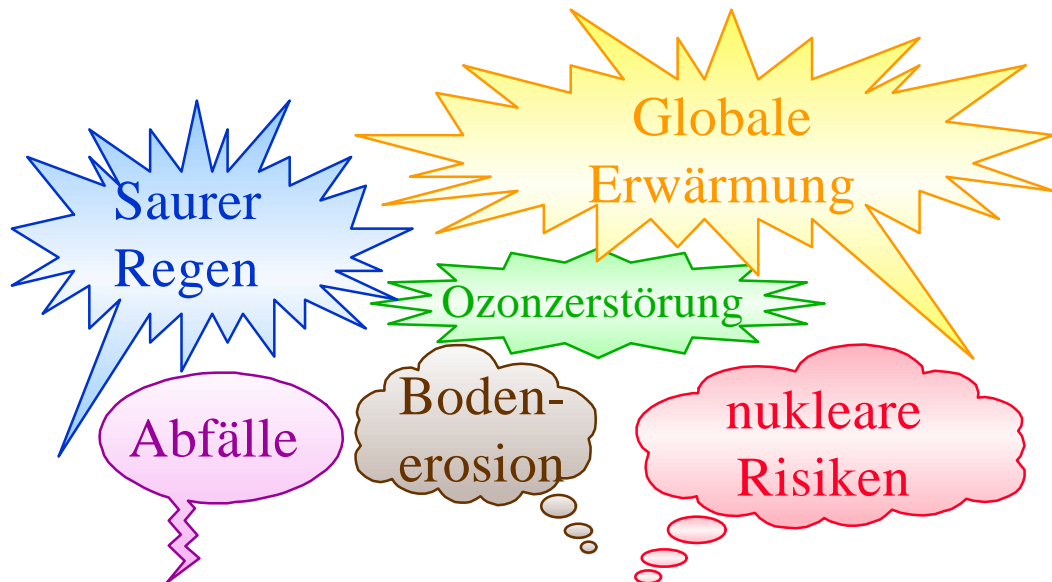 Globale
Erwärmung
Saurer
Regen
Ozonzerstörung
Abfälle
Boden-
erosion
nukleare
Risiken